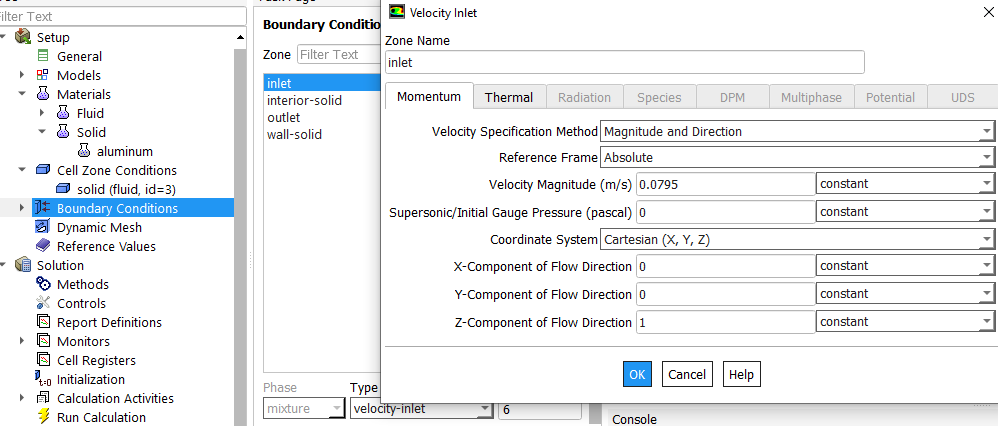 Filter Text
Setup
General
Models
Materials
Fluid
Solid
aluminum
Cell Zone Conditions
solid (fluid, id=3)
Boundary Conditions
Dynamic Mesh
Reference Values
Solution
Methods
Controls
Report Definitions
Monitors
Cell Registers
t=0
Initialization
Calculation Activities
Run Calculation
Boundary Conditio
Zone Filter Text
inlet
interior-solid
outlet
wall-solid
Phase Type
mixture velocity-inlet 6
Velocity Inlet
Zone Name
inlet
Momentum Thermal Radiation Species DPM Multiphase Potential UDS
Velocity Specification Method Magnitude and Direction
Reference Frame Absolute
Velocity Magnitude (m/s) 0.0795 constant
Supersonic/Initial Gauge Pressure (pascal) 0 constant
Coordinate System Cartesian (X, Y, Z)
X-Component of Flow Direction 0 constant
Y-Component of Flow Direction 0 constant
Z-Component of Flow Direction 1 constant
OK Cancel Help
Console